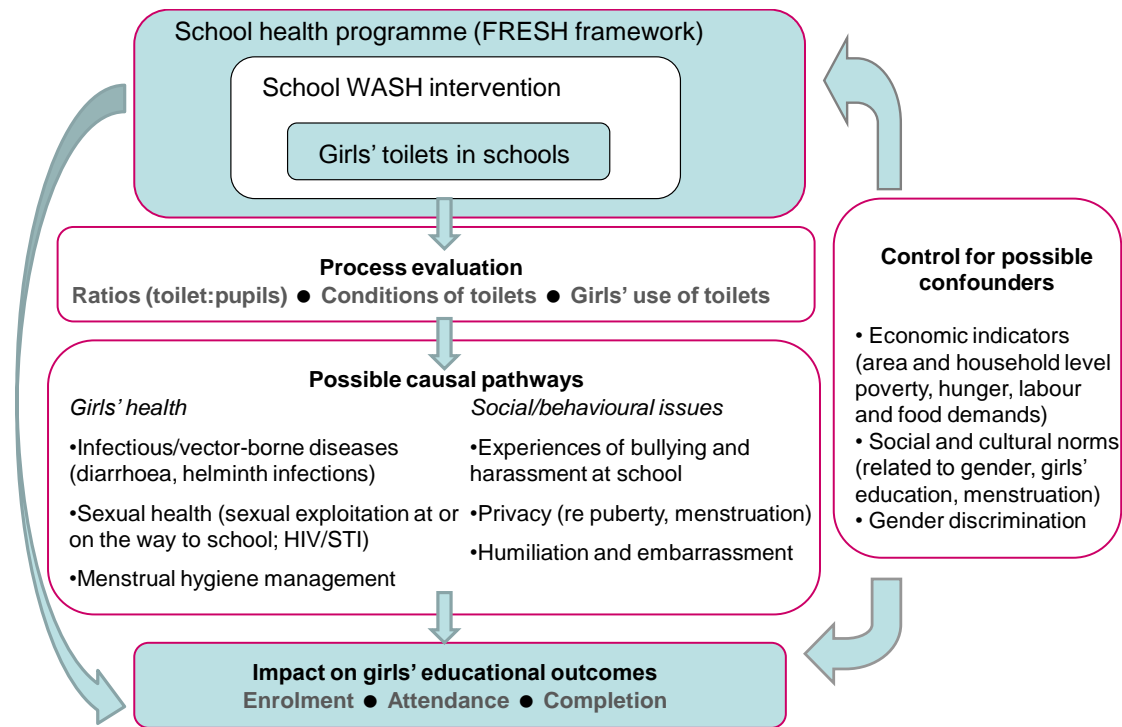 School health programme (FRESH framework)
School WASH intervention
Girls’ toilets in schools
Process evaluation
Ratios (toilet:pupils) ● Conditions of toilets ● Girls’ use of toilets
Possible causal pathways
Girls’ health
•Infectious/vector-borne diseases
(diarrhoea, helminth infections)
•Sexual health (sexual exploitation at or
on the way to school; HIV/STI)
•Menstrual hygiene management
Social/behavioural issues
•Experiences of bullying and
harassment at school
•Privacy (re puberty, menstruation)
•Humiliation and embarrassment
Impact on girls’ educational outcomes
Enrolment ● Attendance ● Completion
Control for possible
confounders
• Economic indicators
(area and household level
poverty, hunger, labour
and food demands)
• Social and cultural norms
(related to gender, girls’
education, menstruation)
• Gender discrimination